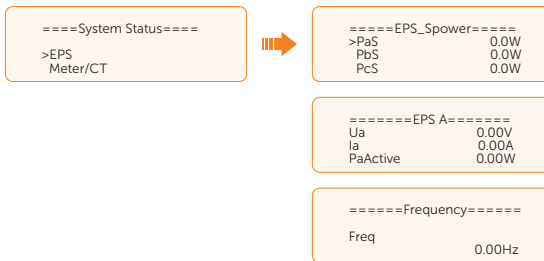 ====System Status====
>EPS
Meter/CT
=====EPS_Spower=====
>PaS 0.0W
PbS 0.0W
PcS 0.0W
=======EPS A=======
Ua 0.00V
Ia 0.00A
PaActive 0.00W
======Frequency======
Freq
0.00Hz